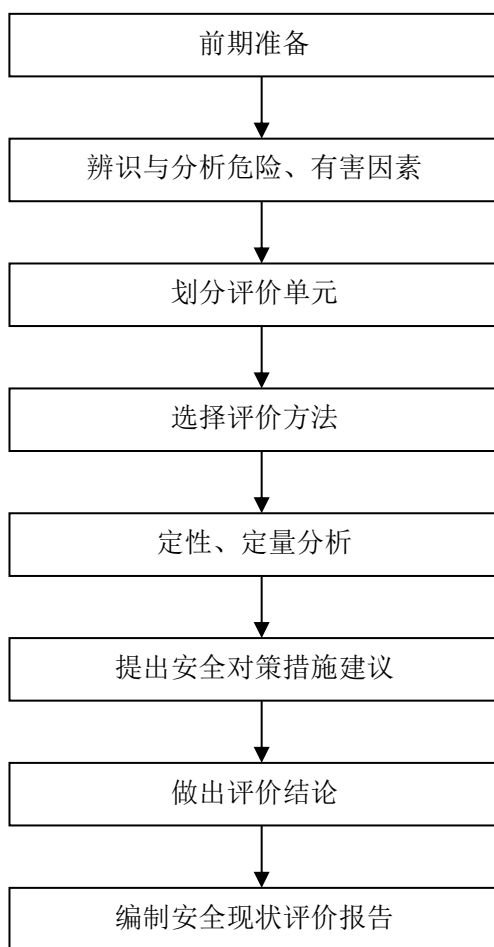 前期准备
辨识与分析危险、有害因素
划分评价单元
选择评价方法
定性、定量分析
提出安全对策措施建议
做出评价结论
编制安全现状评价报告